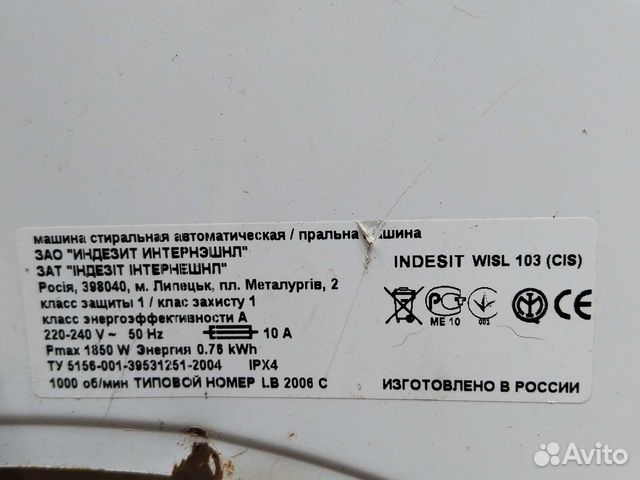 машина стиральная автоматическая / пральна машина
ЗАО "ИНДЕЗИТ ИНТЕРНЭШНЛ"
ЗАТ "ІНДЕЗІТ ІНТЕРНЕШНЛ"
Росія, 398040, м. Липецьк, пл. Металургів, 2
класс защиты 1 / клас захисту 1
класс энергоэффективности А
220-240 V ~ 50 Hz 10 A
Pmax 1850 W Энергия 0.76 kWh
ТУ 5156-001-39531251-2004 IPX4
1000 об/мин ТИПОВОЙ НОМЕР LB 2006 C
INDESIT WISL 103 (CIS)
ME 10 001
CE
ИЗГОТОВЛЕНО В РОССИИ
Avito